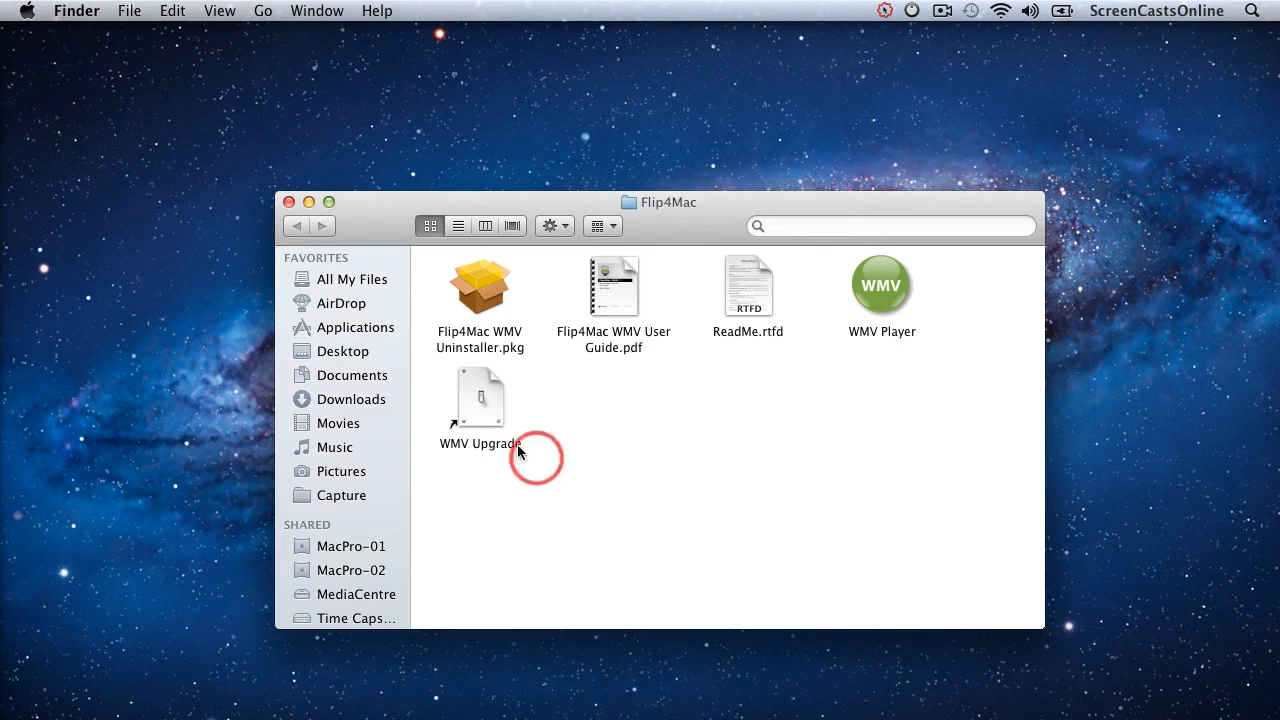 Finder File Edit View Go Window Help ScreenCastsOnline
Flip4Mac
FAVORITES
All My Files
AirDrop
Applications
Desktop
Documents
Downloads
Movies
Music
Pictures
Capture
SHARED
MacPro-01
MacPro-02
MediaCentre
Time Caps...
Flip4Mac WMV
Uninstaller.pkg
Flip4Mac WMV User
Guide.pdf
RTFD
ReadMe.rtfd
WMV
WMV Player
WMV Upgrade